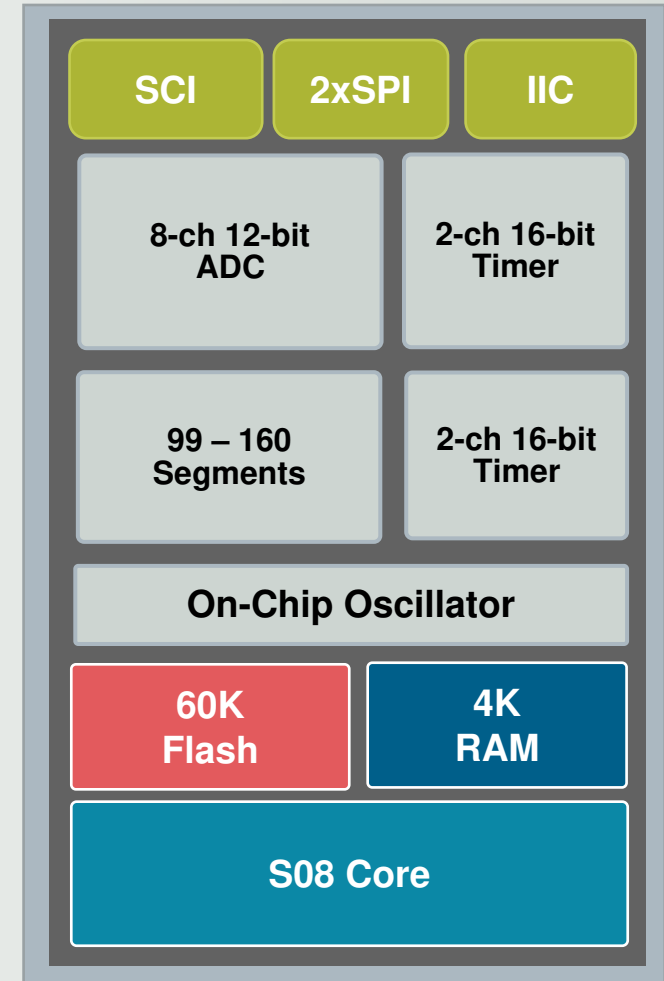 SCI
2xSPI
IIC
8-ch 12-bit
ADC
2-ch 16-bit
Timer
99 – 160
Segments
2-ch 16-bit
Timer
On-Chip Oscillator
60K
Flash
4K
RAM
S08 Core